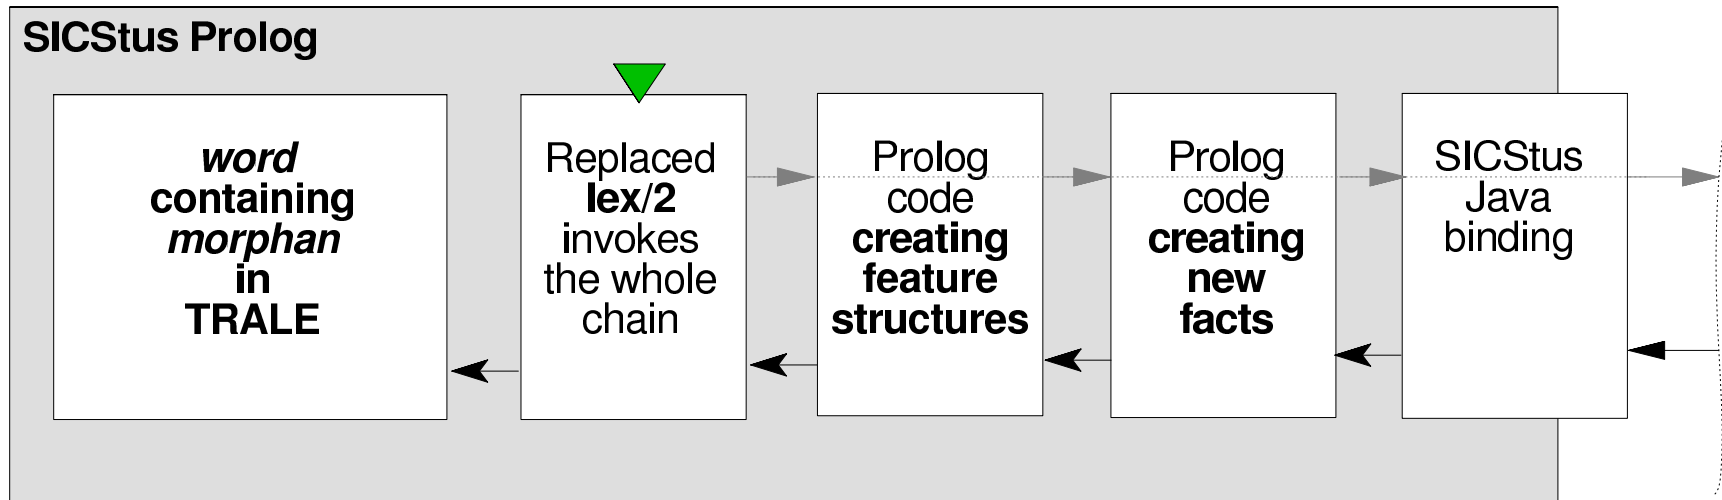 SICStus Prolog
word
containing
morphan
in
TRALE
Replaced
lex/2
invokes
the whole
chain
Prolog
code
creating
feature
structures
Prolog
code
creating
new
facts
SICStus
Java
binding